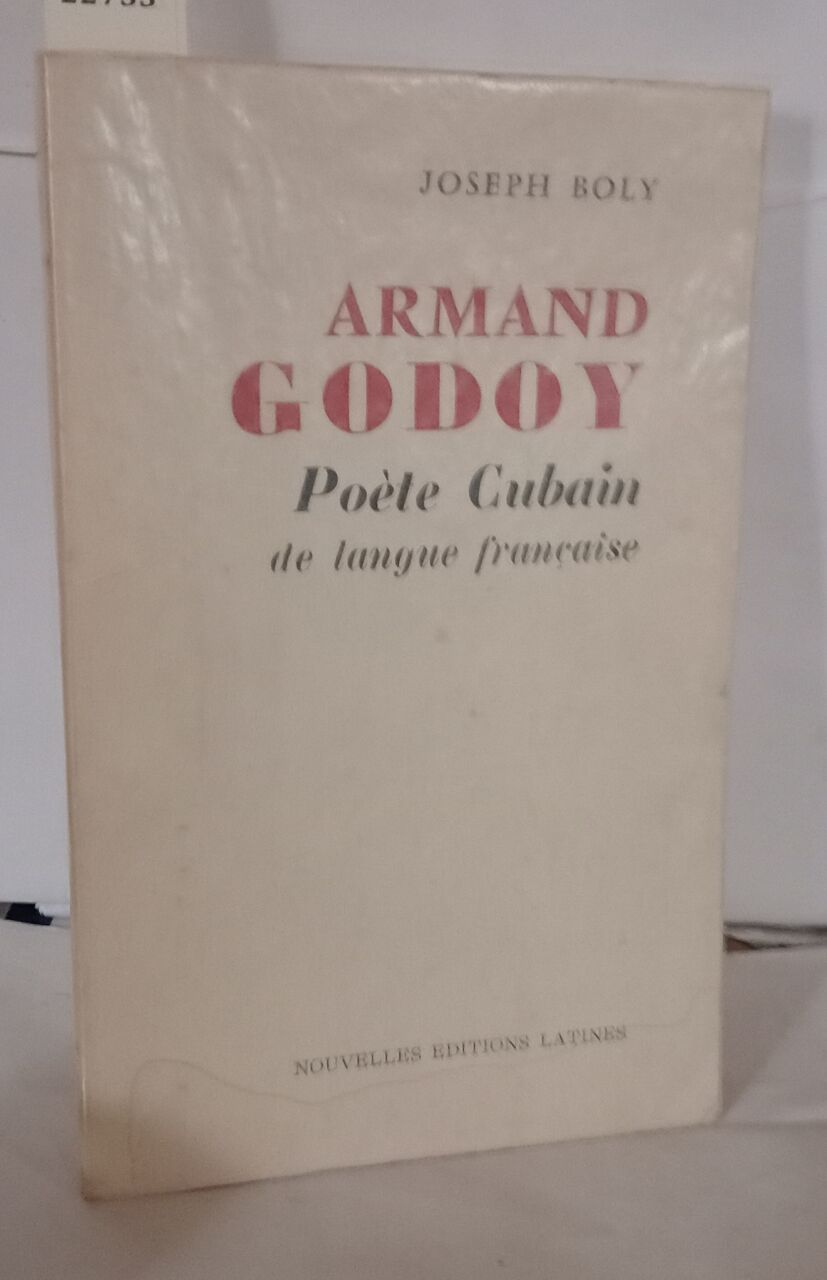 JOSEPH BOLY
ARMAND
GODOY
Poète Cubain
de langue française
NOUVELLES EDITIONS LATINES